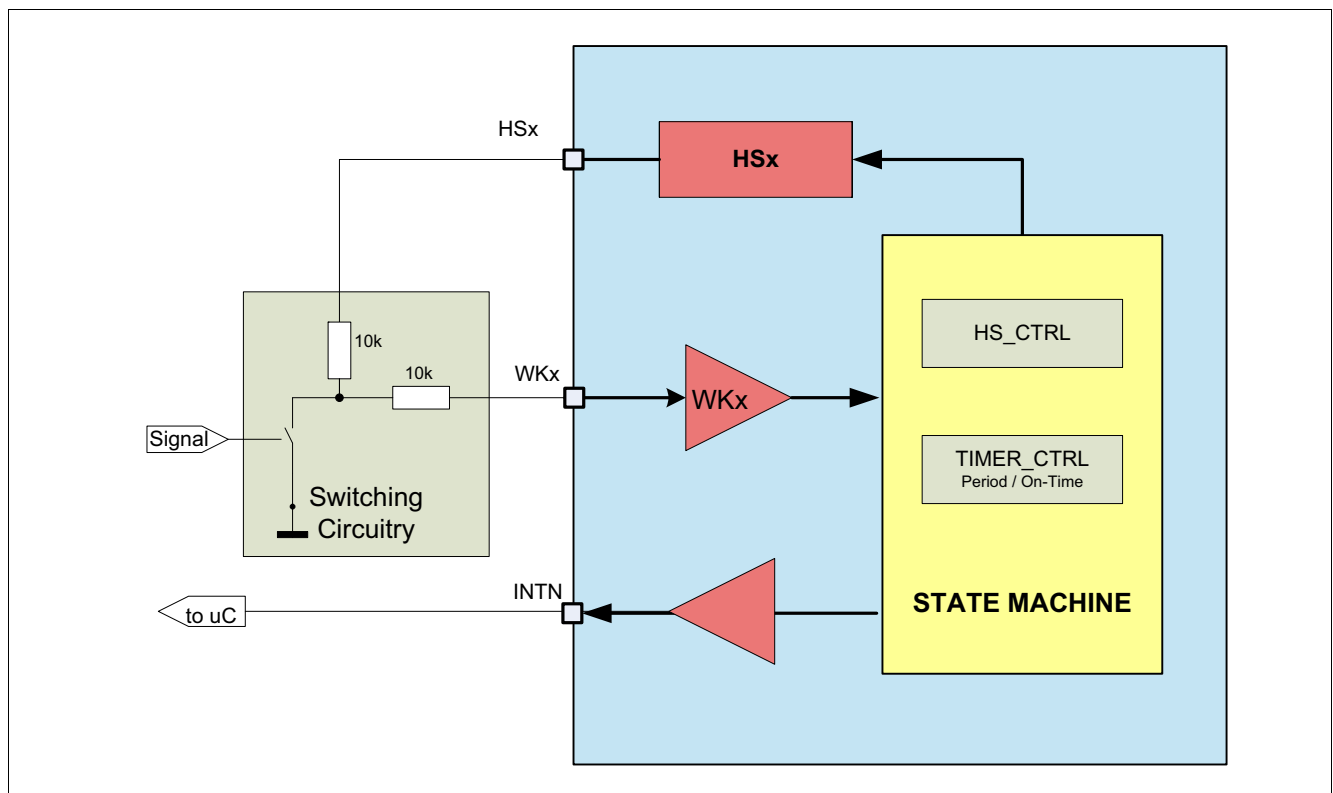 HSx
HSx
HS_CTRL
10k
10k
WKx
WKx
Signal
TIMER_CTRL
Period / On-Time
Switching
Circuitry
INTN
to uC
STATE MACHINE